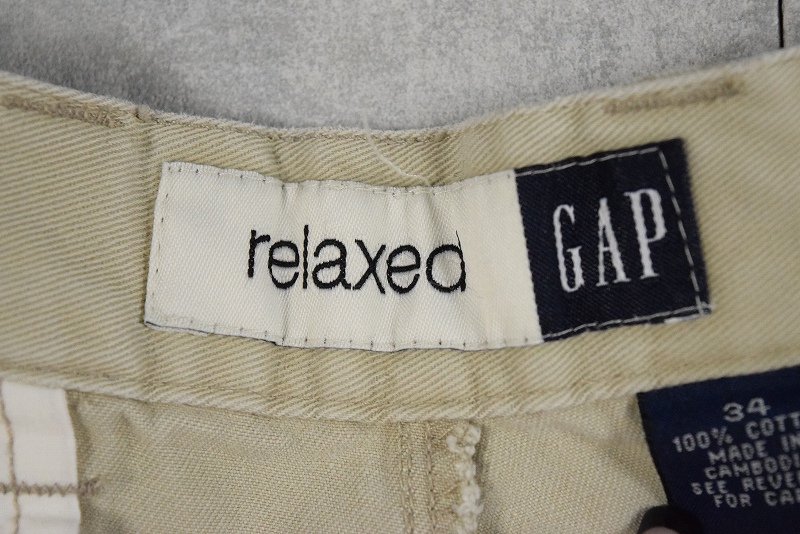 relaxed
GAP
34
100% COTT
MADE IN
CAMBODI
SEE REVE
FOR CA